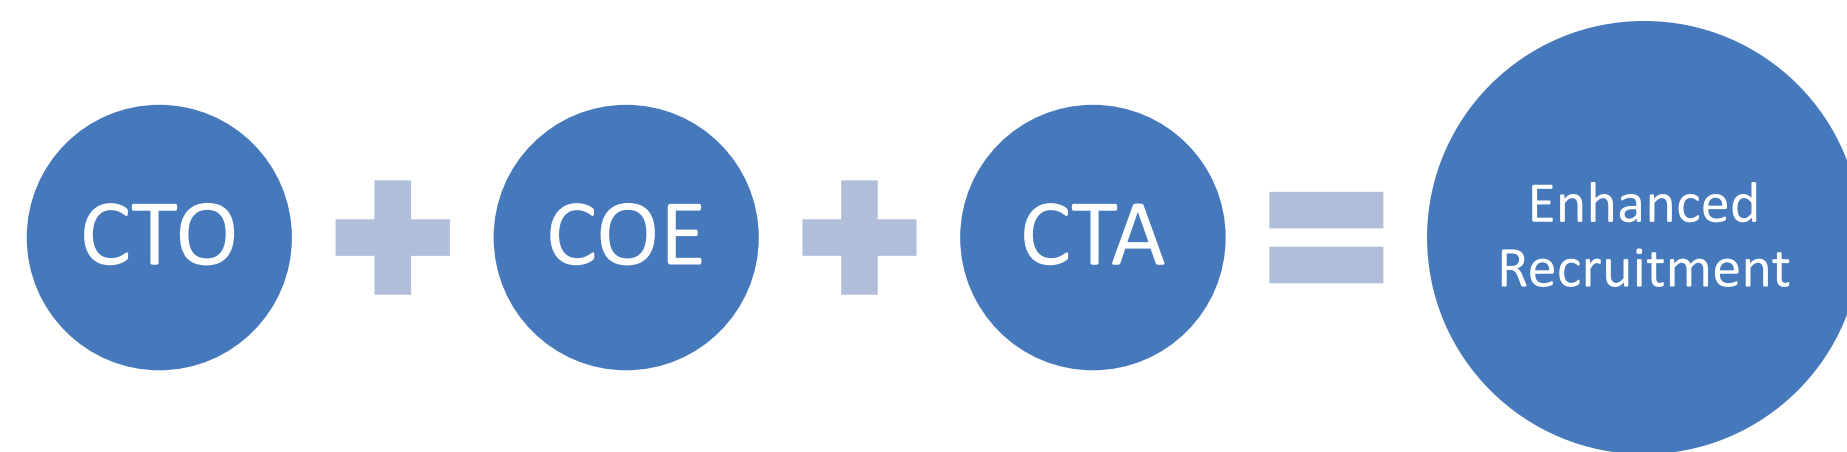 CTO
COE
CTA
Enhanced
Recruitment